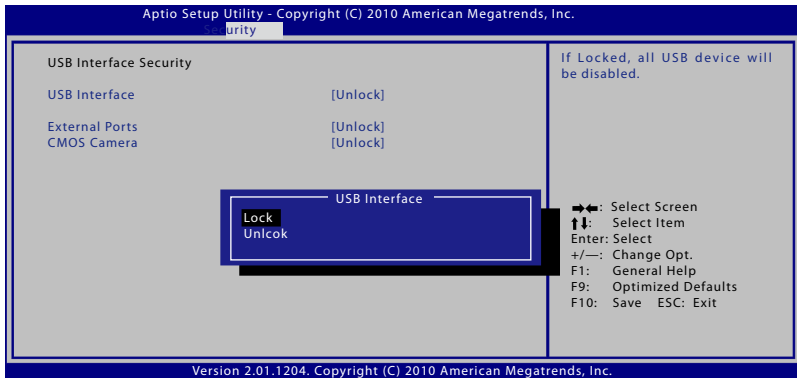 Aptio Setup Utility - Copyright (C) 2010 American Megatrends, Inc.
Security
USB Interface Security
USB Interface [Unlock]
External Ports [Unlock]
CMOS Camera [Unlock]
USB Interface
Lock
Unlcok
If Locked, all USB device will
be disabled.
→←: Select Screen
↑↓: Select Item
Enter: Select
+/—: Change Opt.
F1: General Help
F9: Optimized Defaults
F10: Save ESC: Exit
Version 2.01.1204. Copyright (C) 2010 American Megatrends, Inc.